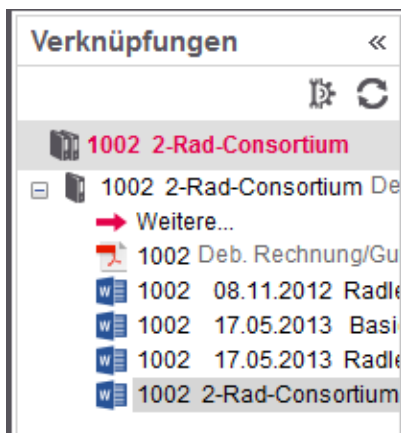 Verknüpfungen «
1002 2-Rad-Consortium
1002 2-Rad-Consortium
Weitere...
1002 Deb.
1002 08.11.2012
1002 17.05.2013
1002 17.05.2013
1002 2-Rad-Consortium